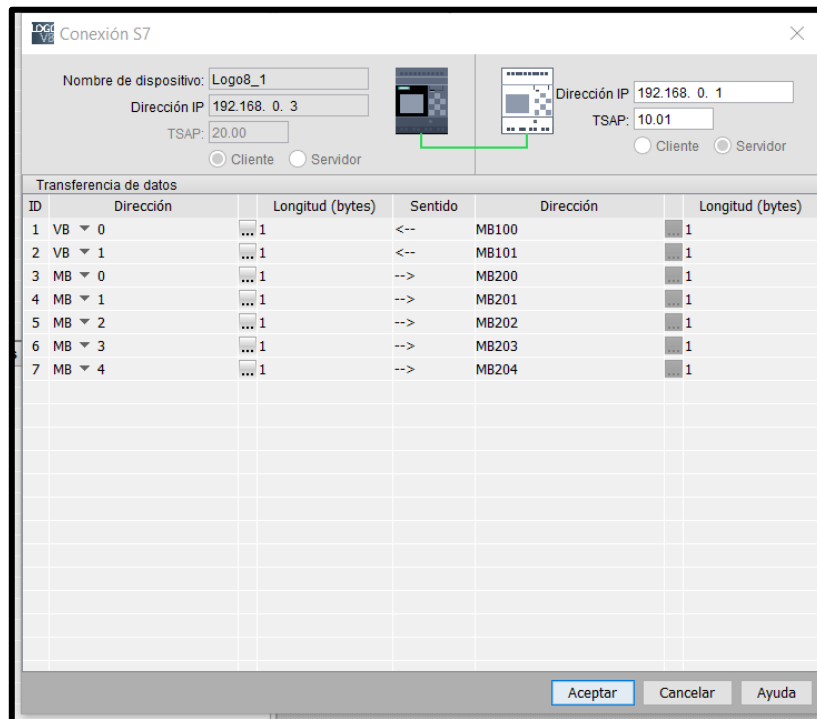 LOGO VB Conexión S7
Nombre de dispositivo: Logo8_1
Dirección IP 192.168. 0. 3
TSAP: 20.00
Cliente Servidor
Dirección IP 192.168. 0. 1
TSAP: 10.01
Cliente Servidor
Transferencia de datos
ID Dirección Longitud (bytes) Sentido Dirección Longitud (bytes)
1 VB 0 ... 1 <-- MB100 ... 1
2 VB 1 ... 1 <-- MB101 ... 1
3 MB 0 ... 1 --> MB200 ... 1
4 MB 1 ... 1 --> MB201 ... 1
5 MB 2 ... 1 --> MB202 ... 1
6 MB 3 ... 1 --> MB203 ... 1
7 MB 4 ... 1 --> MB204 ... 1
Aceptar Cancelar Ayuda